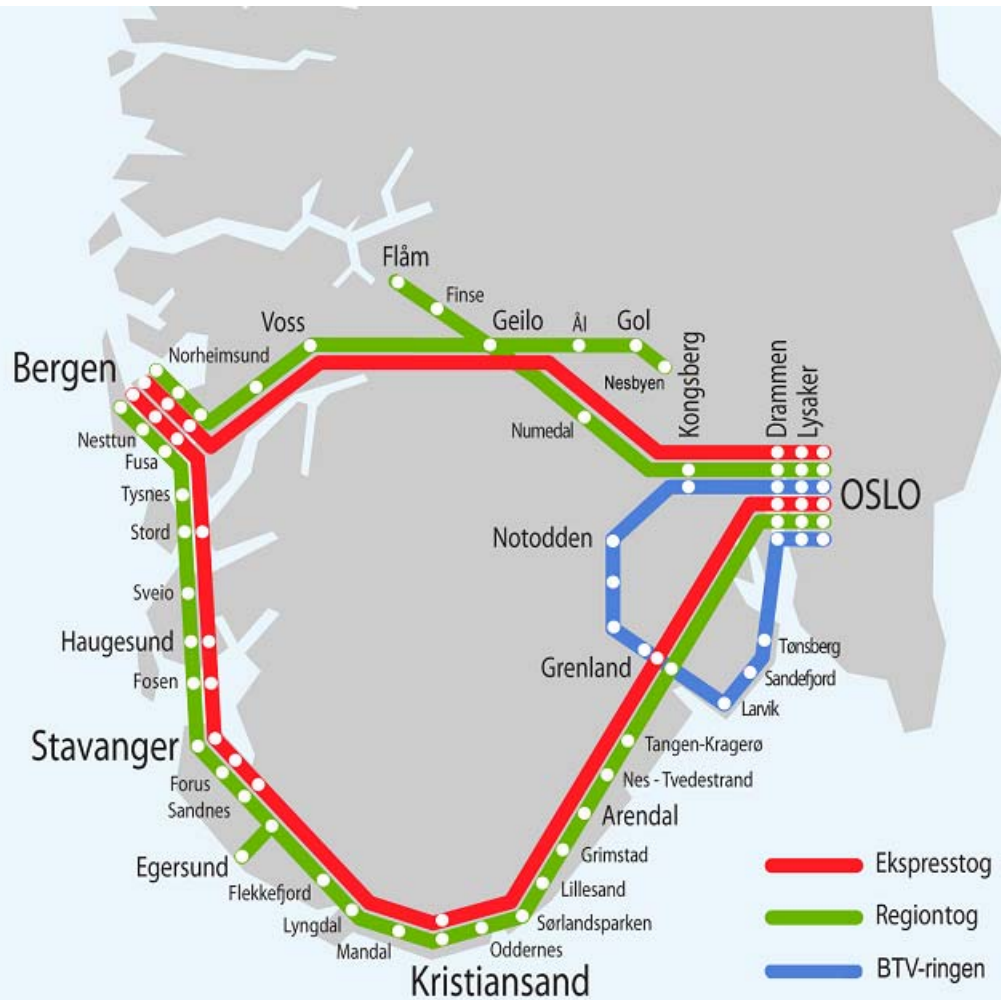 Flåm
Finse
Voss
Geilo
Ål
Gol
Bergen
Norheimsund
Nesbyen
Kongsberg
Drammen
Lysaker
Nesttun
Fusa
Numedal
Tysnes
OSLO
Stord
Notodden
Sveio
Haugesund
Grenland
Tønsberg
Fosen
Sandefjord
Larvik
Stavanger
Tangen-Kragerø
Forus
Nes - Tvedestrand
Sandnes
Arendal
Egersund
Grimstad
Ekspresstog
Flekkefjord
Lillesand
Lyngdal
Sørlandsparken
Regiontog
Mandal
Oddernes
Kristiansand
BTV-ringen